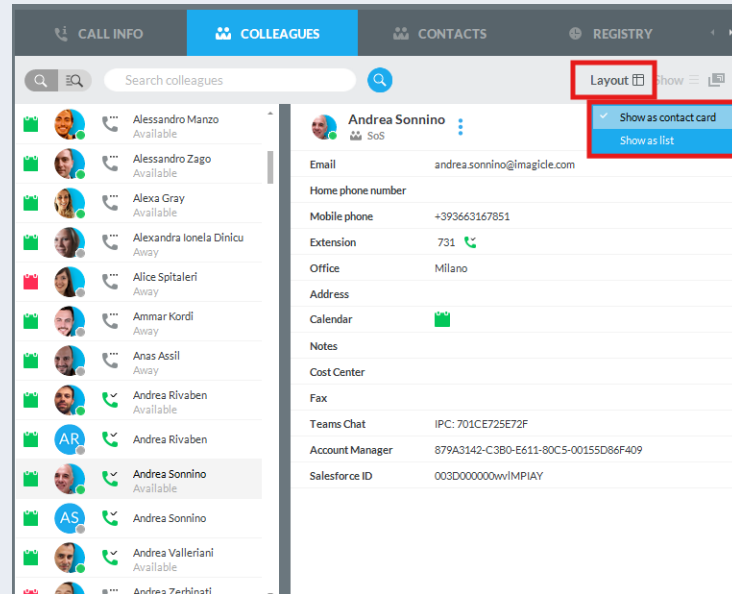 CALL INFO
COLLEAGUES
CONTACTS
REGISTRY
Search colleagues
Layout
Show
Show as contact card
Show as list
Alessandro Manzo
Available
Alessandro Zago
Available
Alexa Gray
Available
Alexandra Ionela Dinicu
Away
Alice Spitaleri
Away
Ammar Kordi
Away
Anas Assil
Away
Andrea Rivaben
Available
AR
Andrea Rivaben
Andrea Sonnino
Available
AS
Andrea Sonnino
Andrea Valleriani
Available
Andrea Zerbinati
Andrea Sonnino
SoS
Email andrea.sonnino@imagicle.com
Home phone number
Mobile phone +393663167851
Extension 731
Office Milano
Address
Calendar
Notes
Cost Center
Fax
Teams Chat IPC: 701CE725E72F
Account Manager 879A3142-C3B0-E611-80C5-00155D86F409
Salesforce ID 003D000000wvlMPIAY